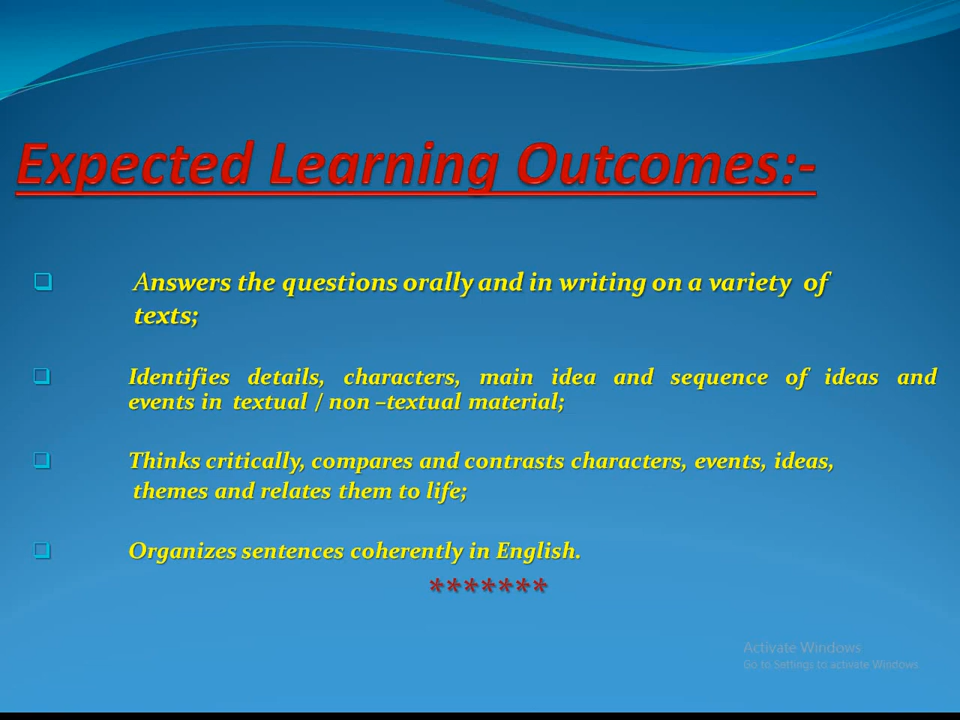 Expected Learning Outcomes:-
Answers the questions orally and in writing on a variety of
texts;
Identifies details, characters, main idea and sequence of ideas and
events in textual / non –textual material;
Thinks critically, compares and contrasts characters, events, ideas,
themes and relates them to life;
Organizes sentences coherently in English.
*******
Activate Windows
Go to Settings to activate Windows